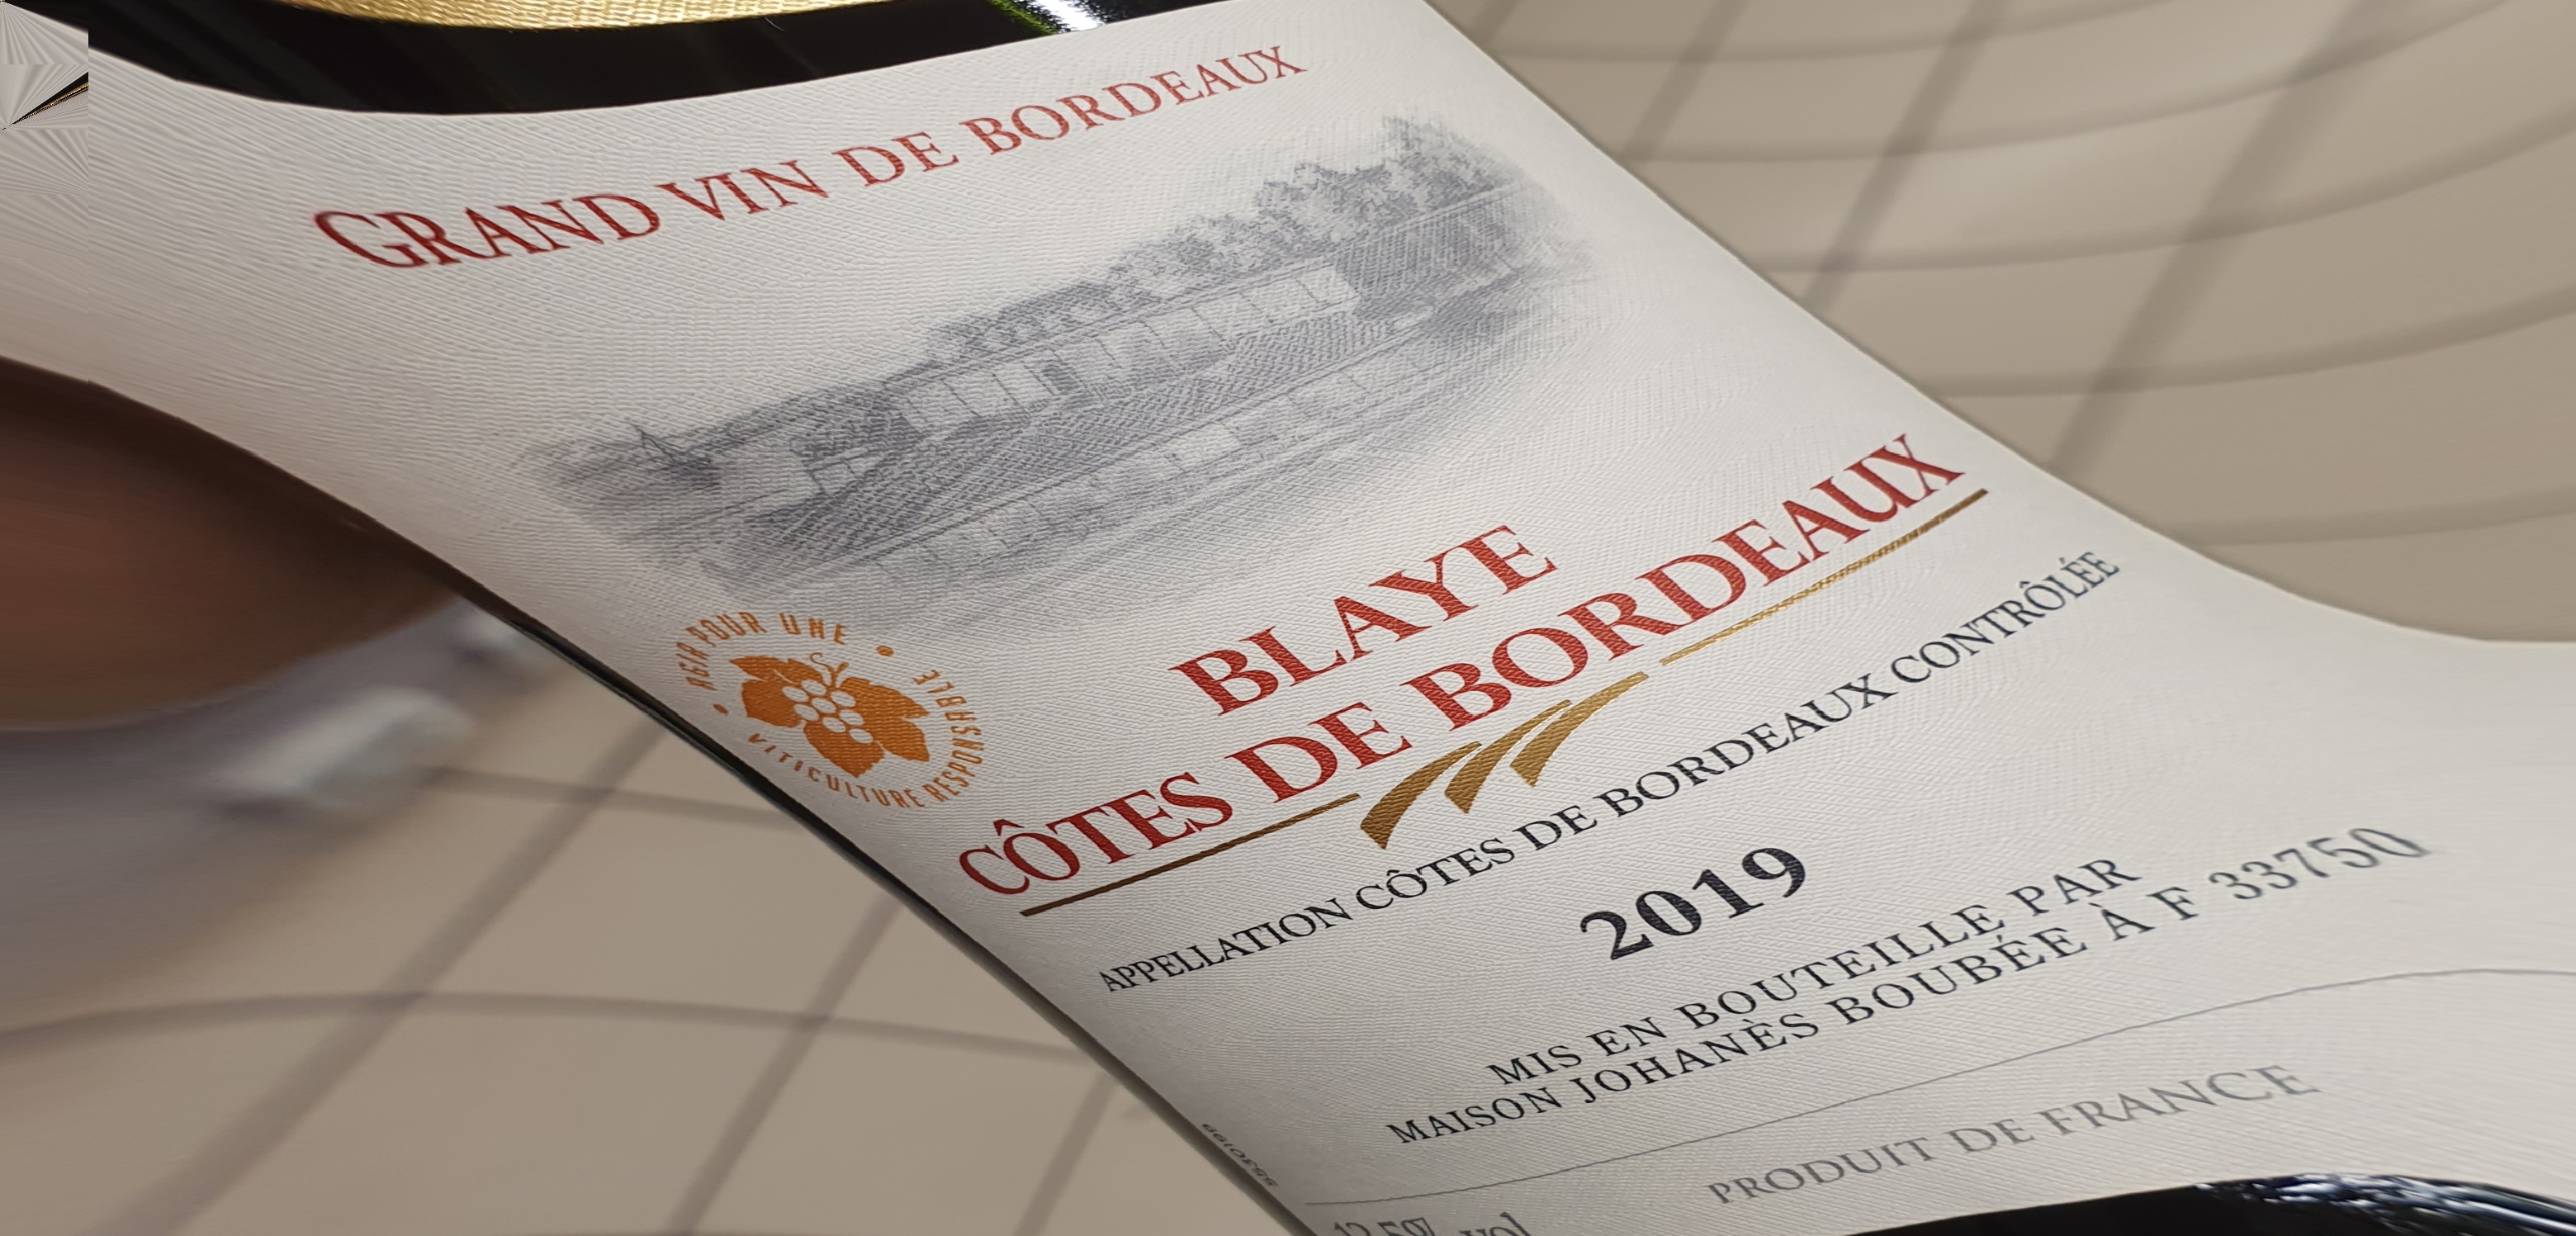 GRAND VIN DE BORDEAUX
AGIR POUR UNE
VITICULTURE RESPONSABLE
BLAYE
CÔTES DE BORDEAUX
APPELLATION CÔTES DE BORDEAUX CONTRÔLÉE
2019
MIS EN BOUTEILLE PAR
MAISON JOHANÈS BOUBÉE À F 33750
PRODUIT DE FRANCE
vol